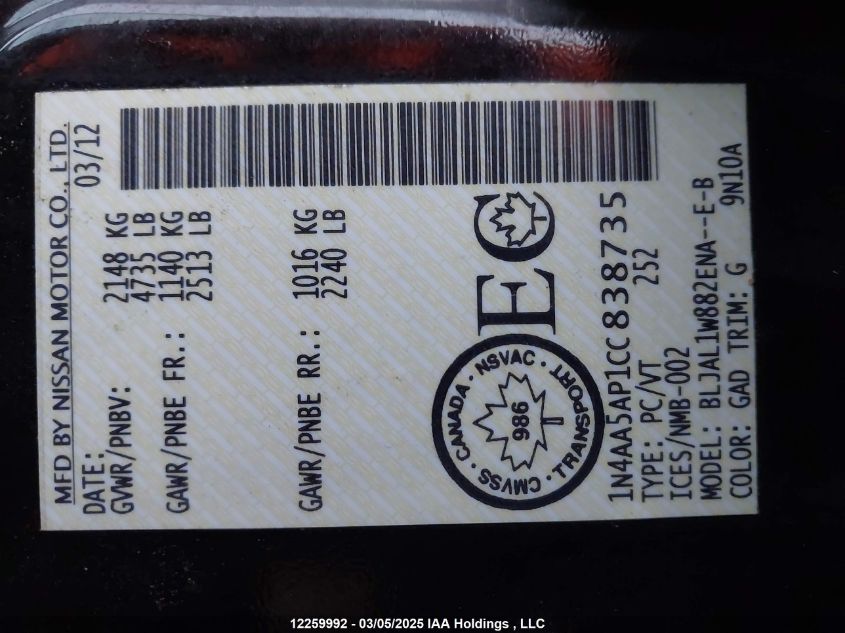 MFD BY NISSAN MOTOR CO., LTD.
DATE: 03/12
GVWR/PNBV: 2148 KG
4735 LB
GAWR/PNBE FR.: 1140 KG
2513 LB
GAWR/PNBE RR.: 1016 KG
2240 LB
EC
CANADA · NSVAC · TRANSPORT · CMVSS ·
986
1N4AA5AP1CC838735
TYPE: PC/VT 252
ICES/NMB-002
MODEL: BLJAL1W882ENA--E-B
COLOR: GAD TRIM: G 9N10A
12259992 - 03/05/2025 IAA Holdings , LLC